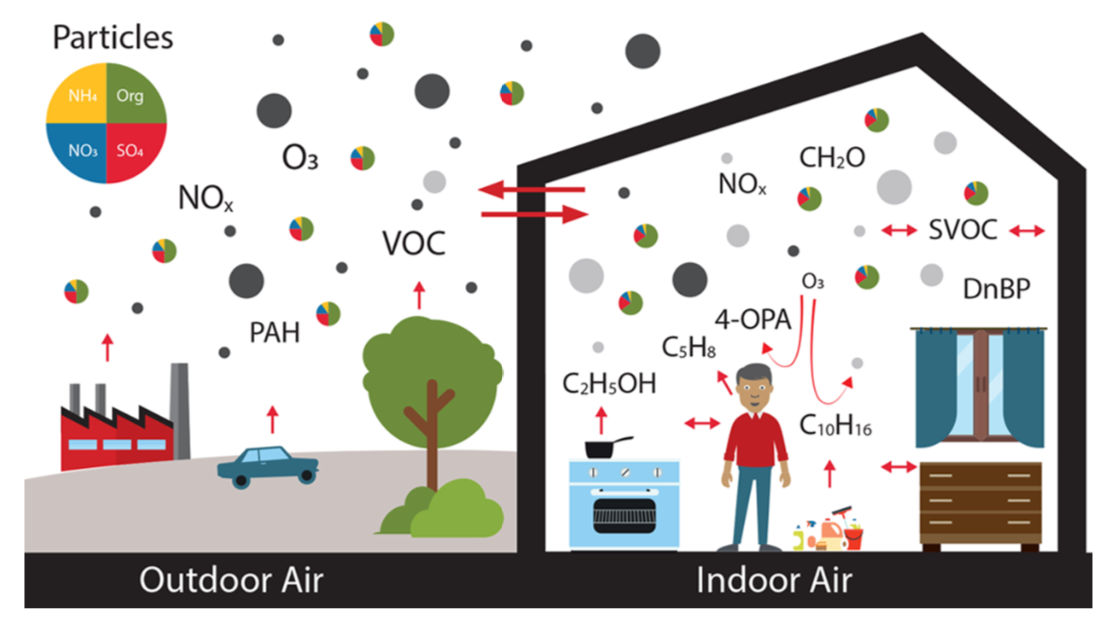 Particles
NH₄ Org
NO₃ SO₄
O₃
NOₓ
VOC
PAH
CH₂O
NOₓ
SVOC
DnBP
O₃
4-OPA
C₅H₈
C₂H₅OH
C₁₀H₁₆
Outdoor Air
Indoor Air